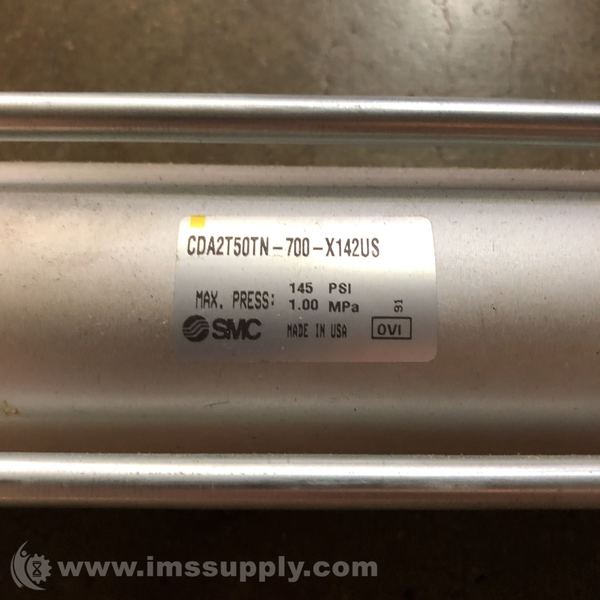 CDA2T50TN-700-X142US
MAX. PRESS: 145 PSI
1.00 MPa
91
SMC MADE IN USA OVI
www.imssupply.com